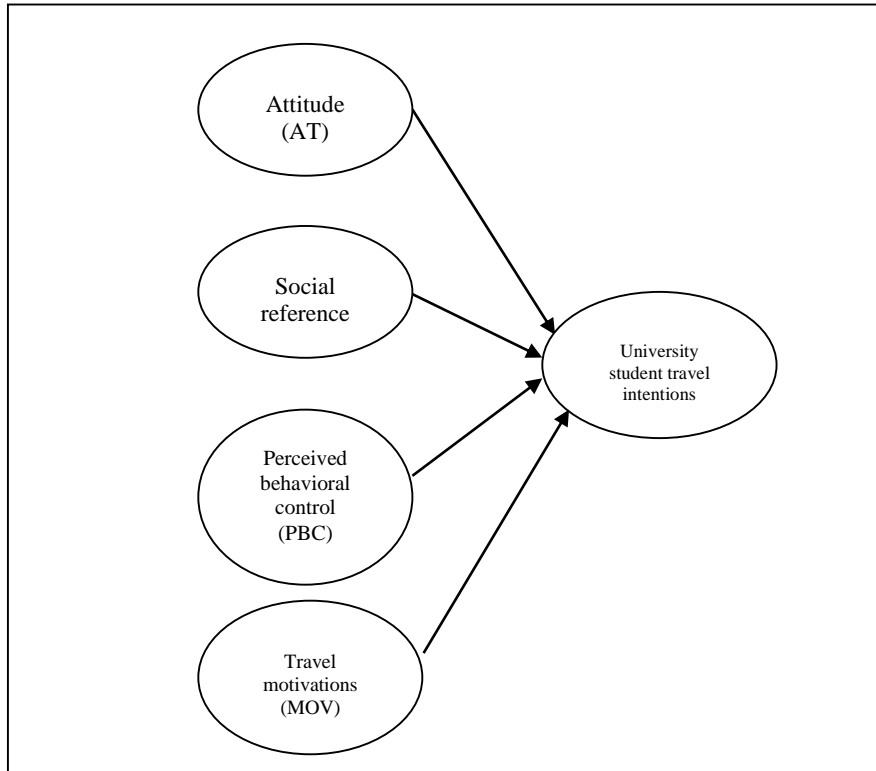 Attitude
(AT)
Social
reference
Perceived
behavioral
control
(PBC)
Travel
motivations
(MOV)
University
student travel
intentions